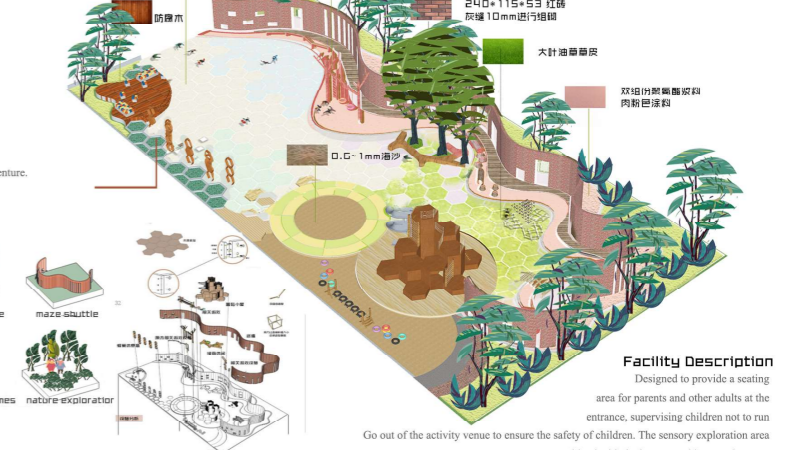 240*115*53 红砖
灰缝10mm进行组砌
防腐木
大叶油草草皮
双组份聚氨酯浇料
肉粉色涂料
0.6-1mm海沙
enture.
maze shuttle
nature exploration
Facility Description
Designed to provide a seating
area for parents and other adults at the
entrance, supervising children not to run
Go out of the activity venue to ensure the safety of children. The sensory exploration area